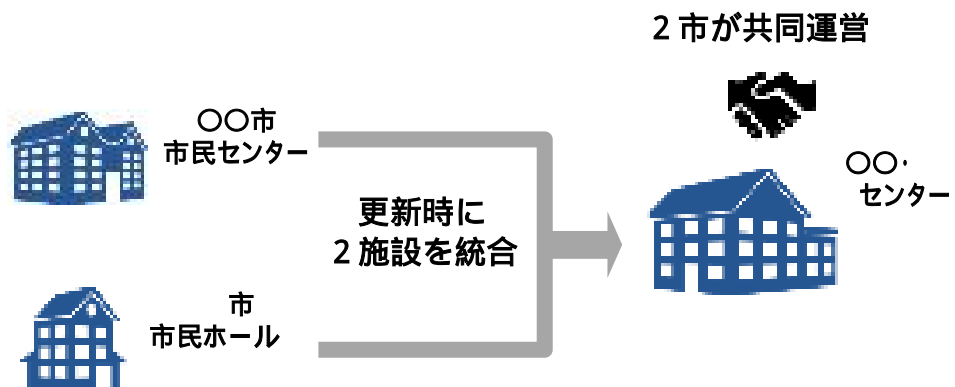 2市が共同運営
〇〇市
市民センター
〇〇・
センター
更新時に
2施設を統合
市
市民ホール